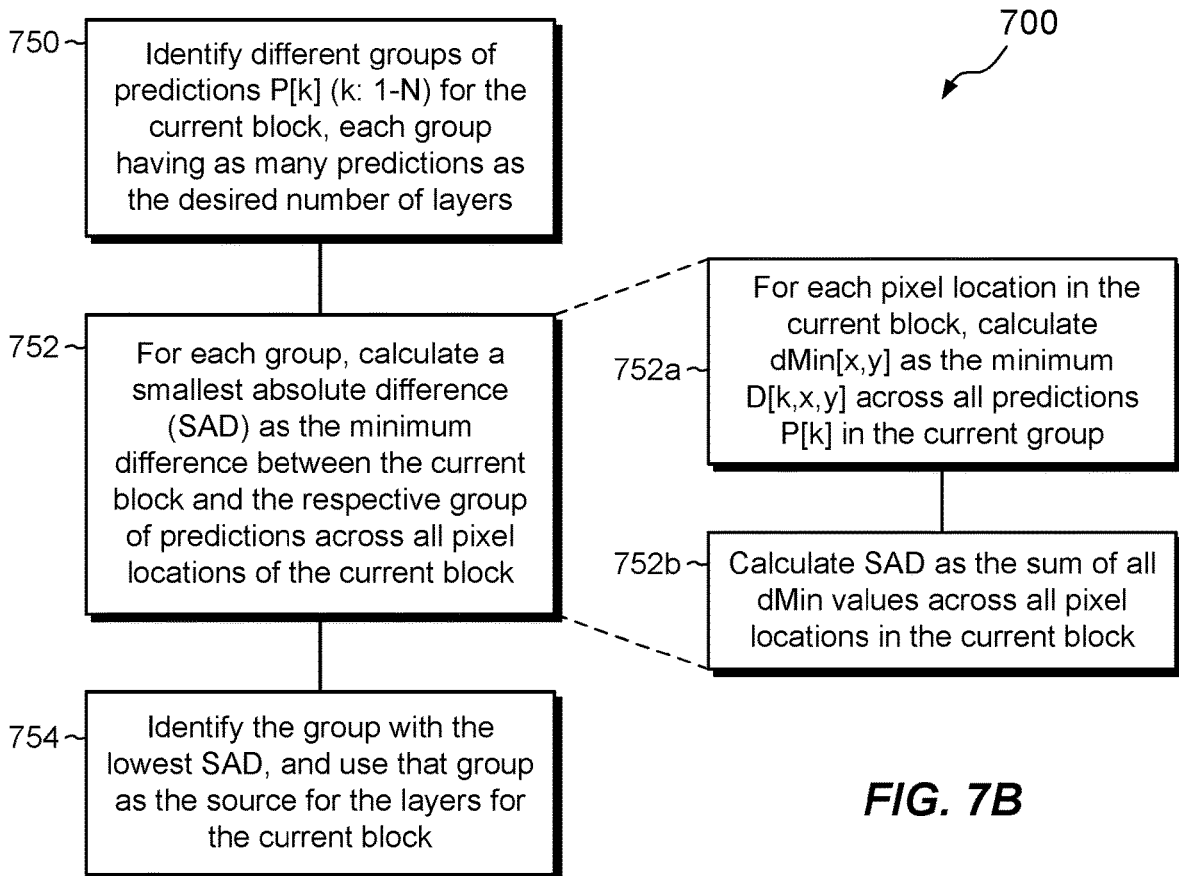 700
750
Identify different groups of
predictions P[k] (k: 1-N) for the
current block, each group
having as many predictions as
the desired number of layers
752
For each group, calculate a
smallest absolute difference
(SAD) as the minimum
difference between the current
block and the respective group
of predictions across all pixel
locations of the current block
752a
For each pixel location in the
current block, calculate
dMin[x,y] as the minimum
D[k,x,y] across all predictions
P[k] in the current group
752b
Calculate SAD as the sum of all
dMin values across all pixel
locations in the current block
754
Identify the group with the
lowest SAD, and use that group
as the source for the layers for
the current block
FIG. 7B